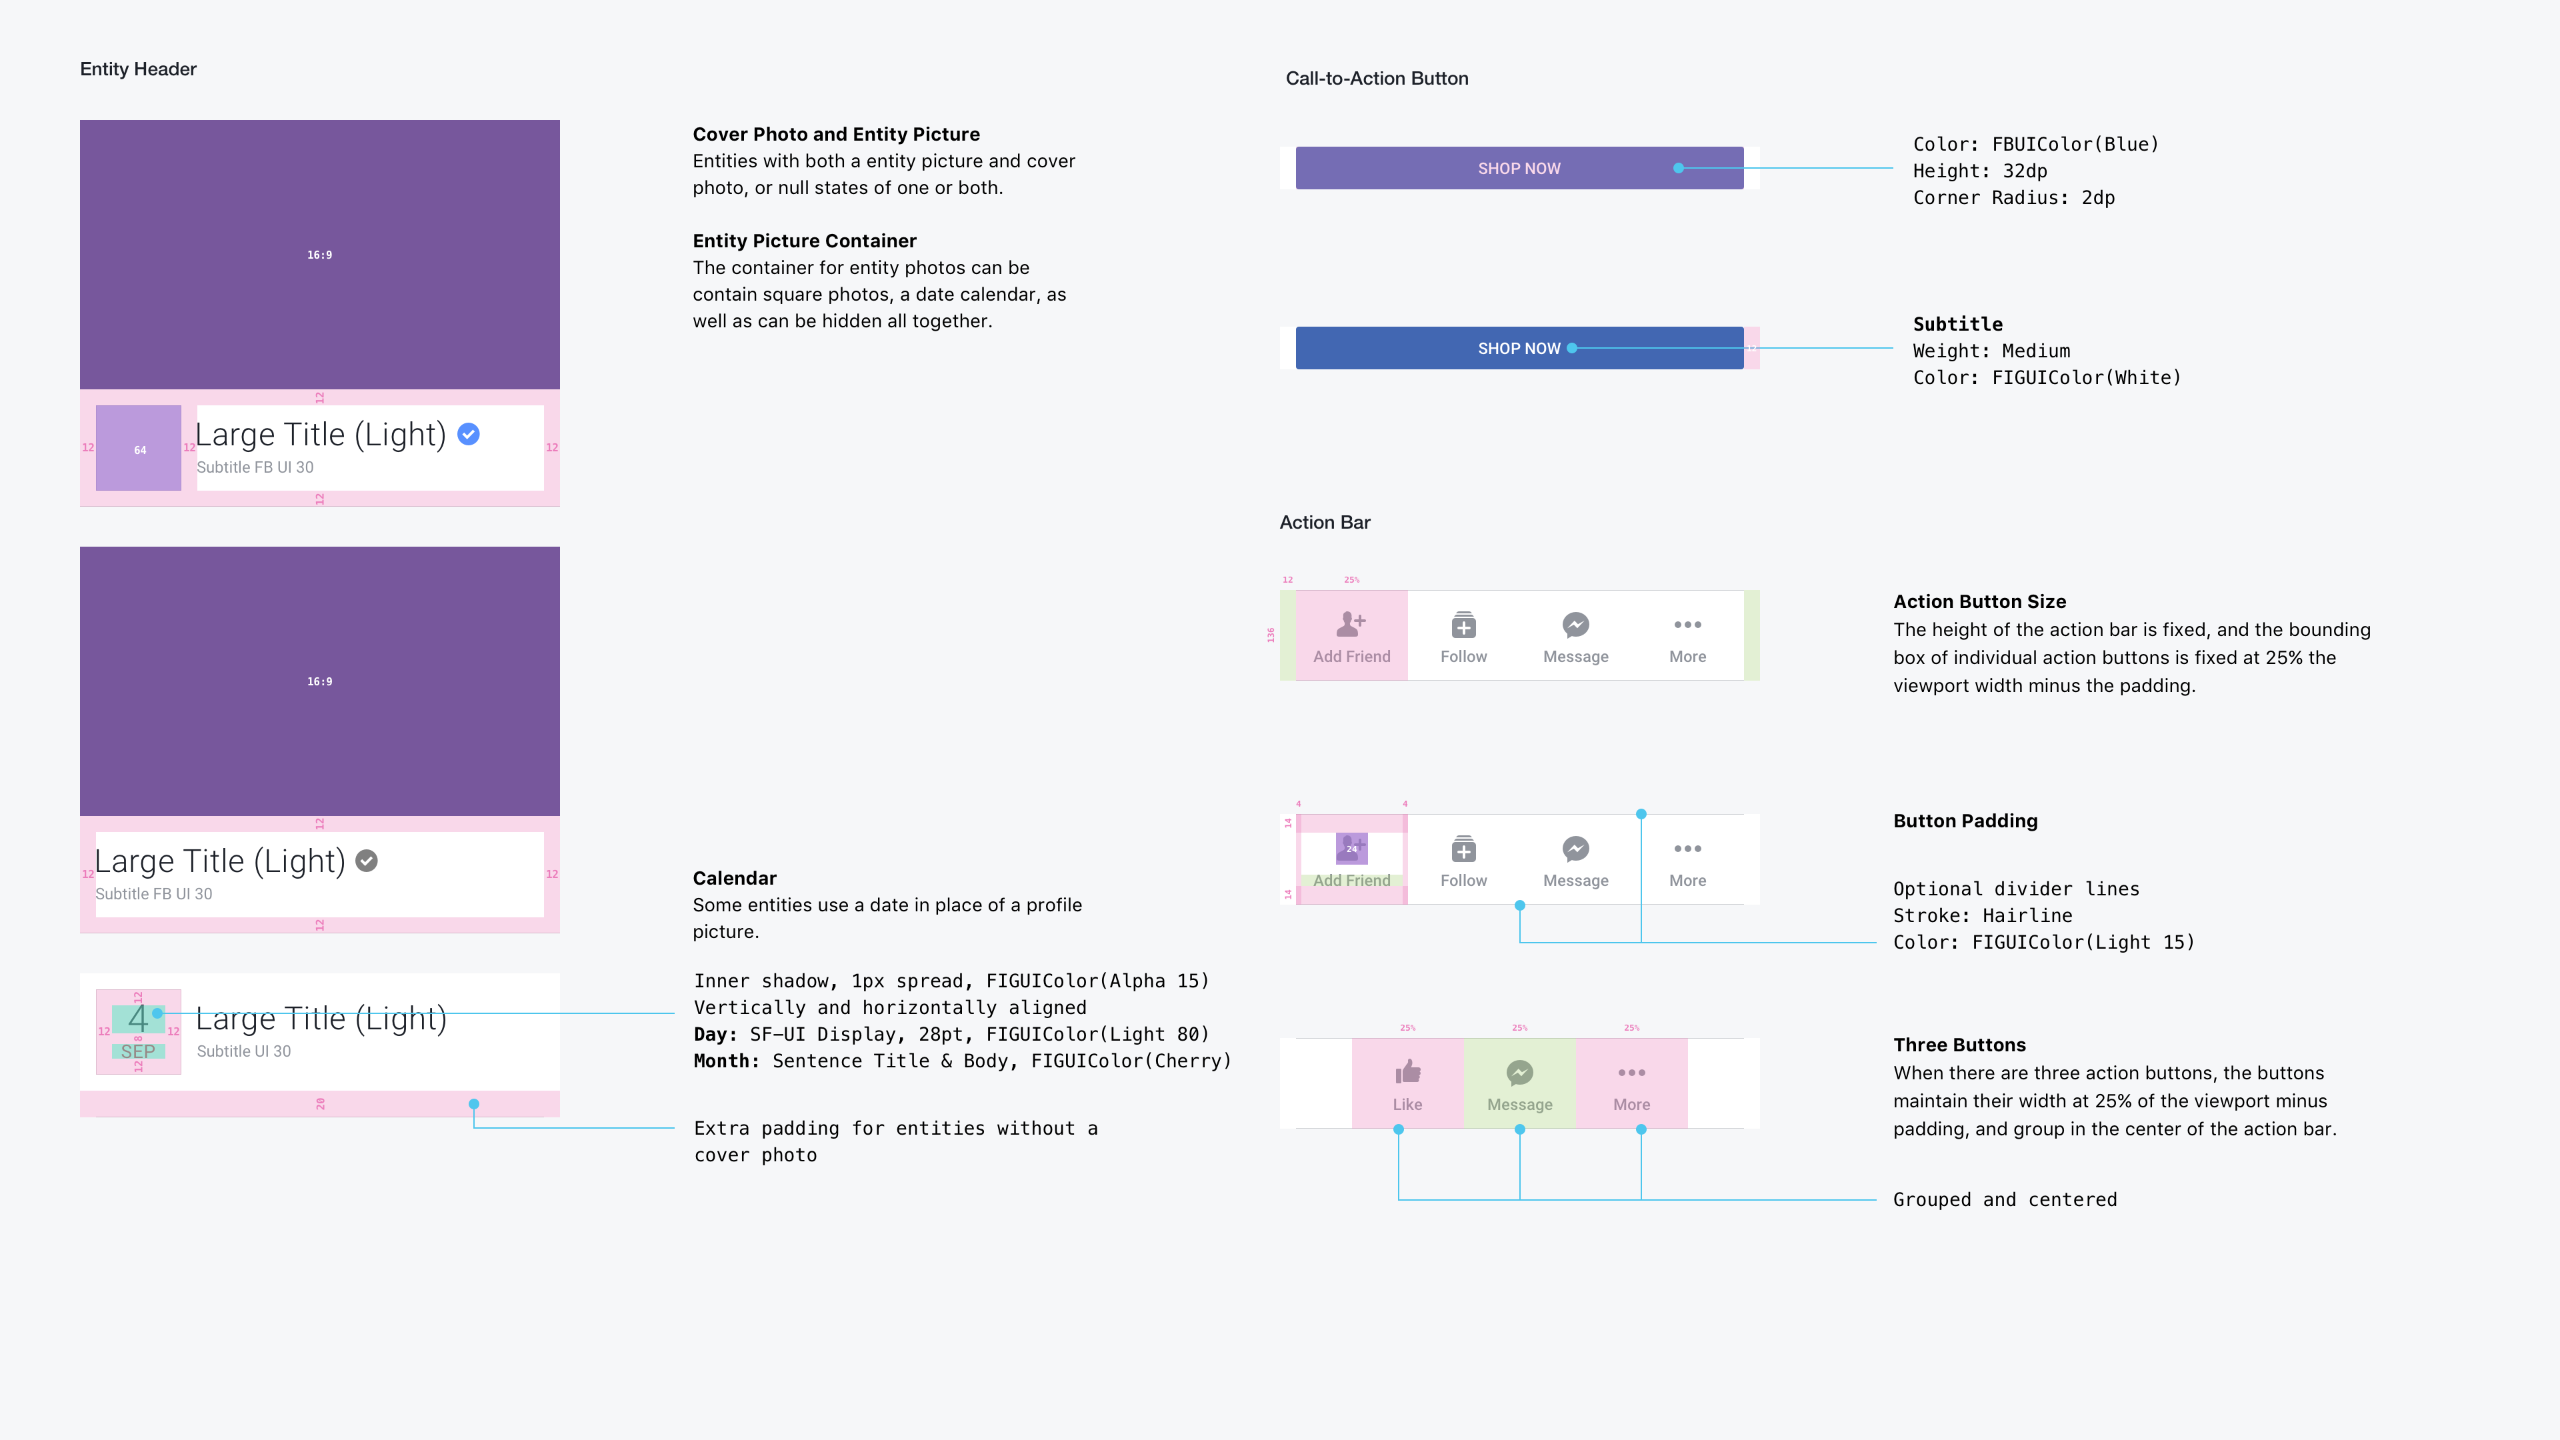 Entity Header
16:9
12
12
64
12
Large Title (Light)
12
Subtitle FB UI 30
12
Cover Photo and Entity Picture
Entities with both a entity picture and cover
photo, or null states of one or both.
Entity Picture Container
The container for entity photos can be
contain square photos, a date calendar, as
well as can be hidden all together.
16:9
12
12
Large Title (Light)
12
Subtitle FB UI 30
12
12
4
12
12
8
SEP
12
Large Title (Light)
Subtitle UI 30
20
Calendar
Some entities use a date in place of a profile
picture.
Inner shadow, 1px spread, FIGUIColor(Alpha 15)
Vertically and horizontally aligned
Day: SF-UI Display, 28pt, FIGUIColor(Light 80)
Month: Sentence Title & Body, FIGUIColor(Cherry)
Extra padding for entities without a
cover photo
Call-to-Action Button
SHOP NOW
Color: FBUIColor(Blue)
Height: 32dp
Corner Radius: 2dp
SHOP NOW
Subtitle
Weight: Medium
Color: FIGUIColor(White)
Action Bar
12
25%
136
Add Friend
Follow
Message
More
Action Button Size
The height of the action bar is fixed, and the bounding
box of individual action buttons is fixed at 25% the
viewport width minus the padding.
4
4
14
24
14
Add Friend
Follow
Message
More
Button Padding
Optional divider lines
Stroke: Hairline
Color: FIGUIColor(Light 15)
25%
25%
25%
Like
Message
More
Three Buttons
When there are three action buttons, the buttons
maintain their width at 25% of the viewport minus
padding, and group in the center of the action bar.
Grouped and centered